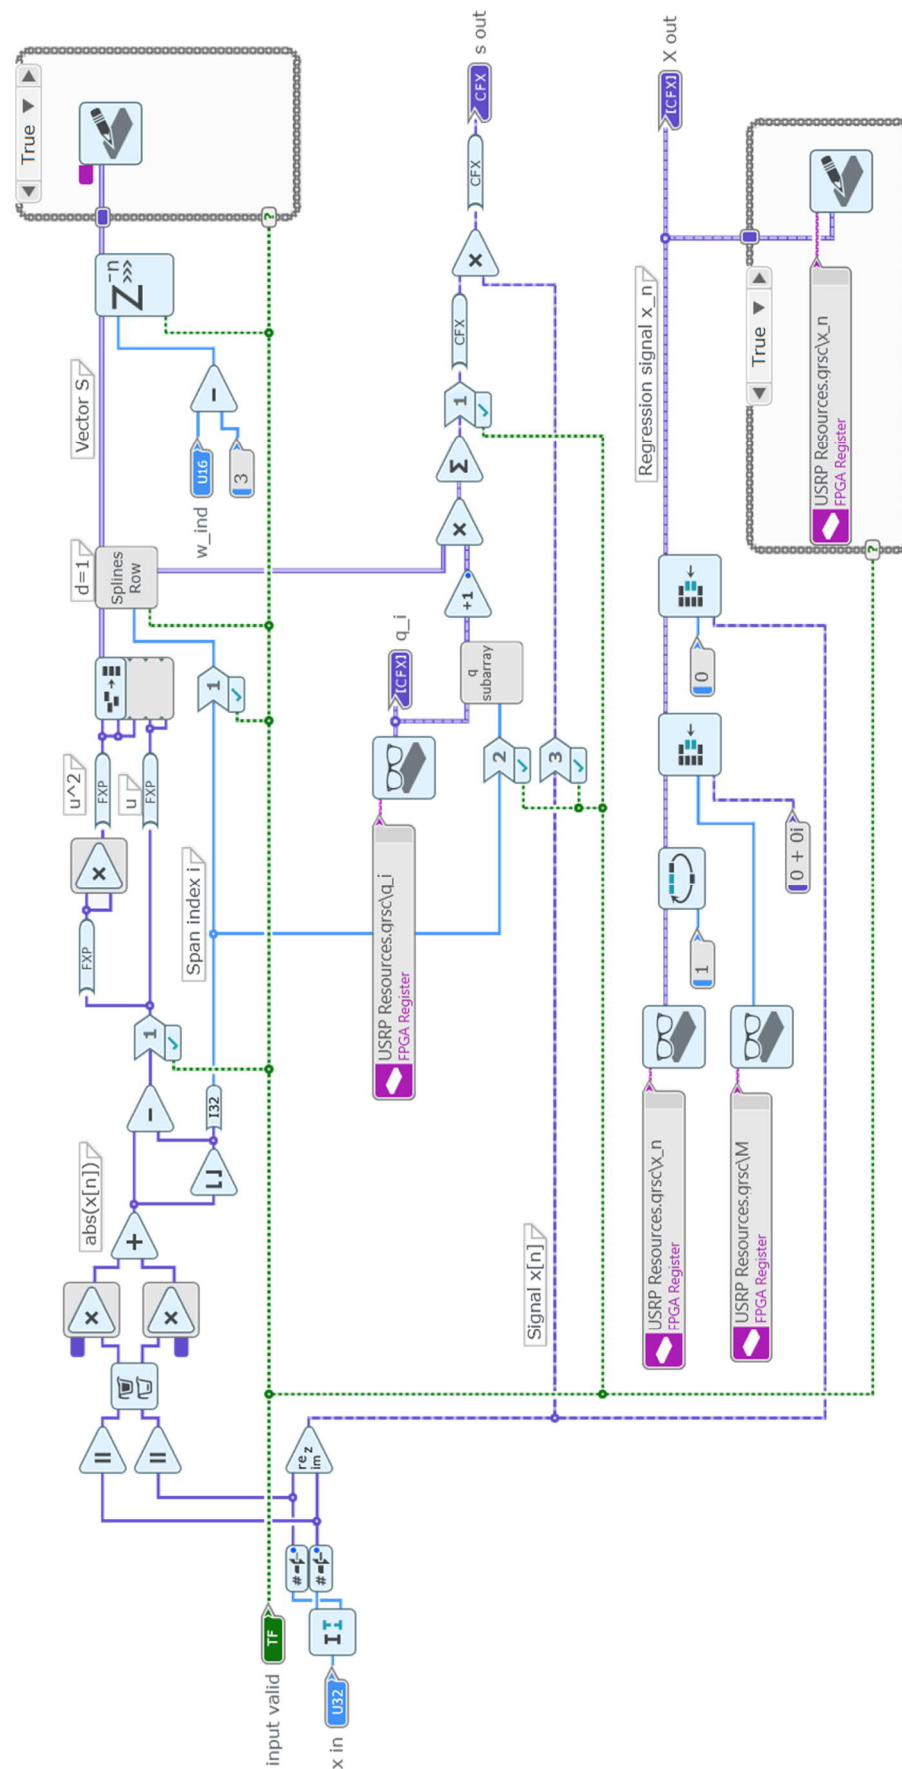 True
abs(x[n])
u^2
d=1
Vector S
FXP
FXP
u
FXP
Splines
Row
Z⁻ⁿ
1
Span index i
I32
1
w_ind
U16
3
input valid
TF
?
re
im
z
x in
U32
USRP Resources.grsc\q_i
FPGA Register
[CFX]
q_i
q
subarray
+1
Σ
1
CFX
CFX
CFX
s out
2
Signal x[n]
3
USRP Resources.grsc\x_n
FPGA Register
1
0
Regression signal x_n
[CFX]
X out
USRP Resources.grsc\M
FPGA Register
0 + 0i
True
USRP Resources.grsc\x_n
FPGA Register
?